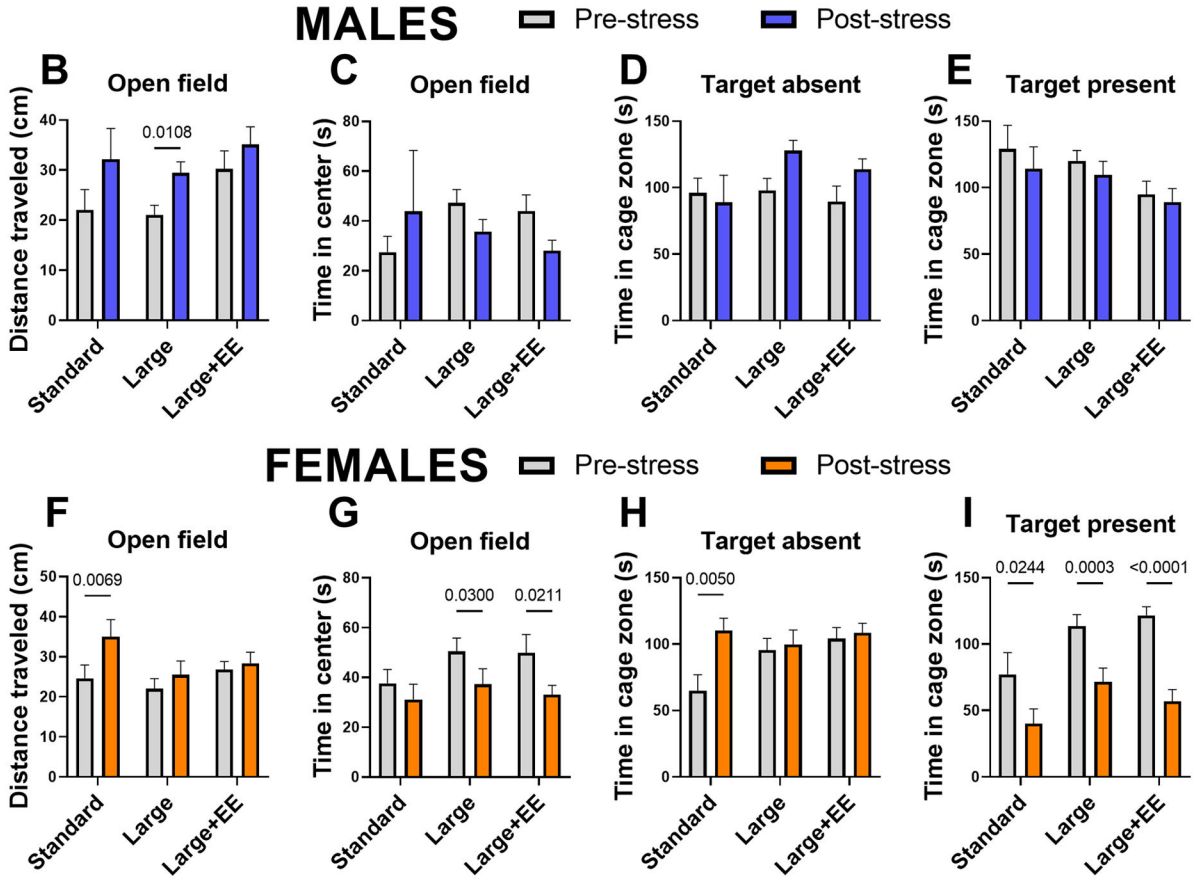 MALES Pre-stress Post-stress
B Open field
Distance traveled (cm)
40
30
20
10
0
0.0108
Standard
Large
Large+EE
C Open field
Time in center (s)
80
60
40
20
0
Standard
Large
Large+EE
D Target absent
Time in cage zone (s)
150
100
50
0
Standard
Large
Large+EE
E Target present
Time in cage zone (s)
150
100
50
0
Standard
Large
Large+EE
FEMALES Pre-stress Post-stress
F Open field
Distance traveled (cm)
50
40
30
20
10
0
0.0069
Standard
Large
Large+EE
G Open field
Time in center (s)
80
60
40
20
0
0.0300
0.0211
Standard
Large
Large+EE
H Target absent
Time in cage zone (s)
150
100
50
0
0.0050
Standard
Large
Large+EE
I Target present
Time in cage zone (s)
150
100
50
0
0.0244
0.0003
<0.0001
Standard
Large
Large+EE